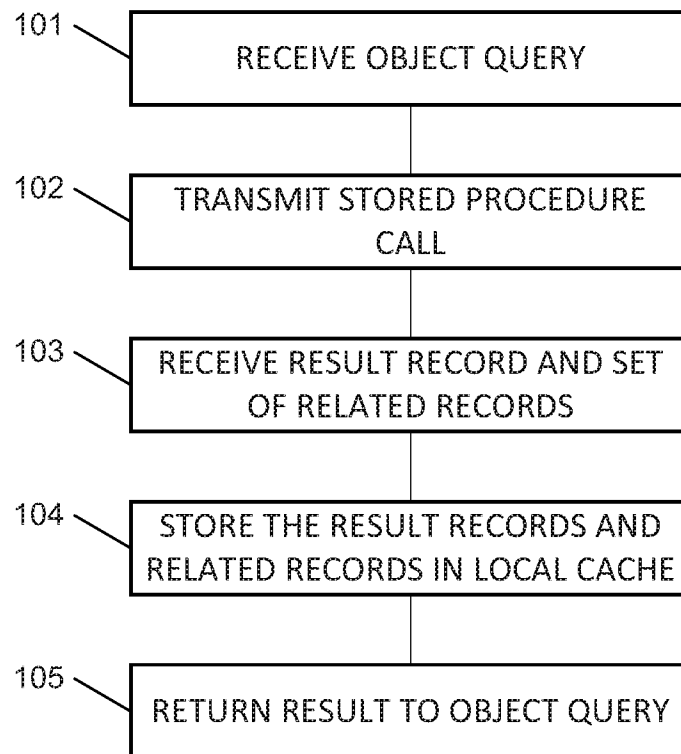 101
RECEIVE OBJECT QUERY
102
TRANSMIT STORED PROCEDURE
CALL
103
RECEIVE RESULT RECORD AND SET
OF RELATED RECORDS
104
STORE THE RESULT RECORDS AND
RELATED RECORDS IN LOCAL CACHE
105
RETURN RESULT TO OBJECT QUERY